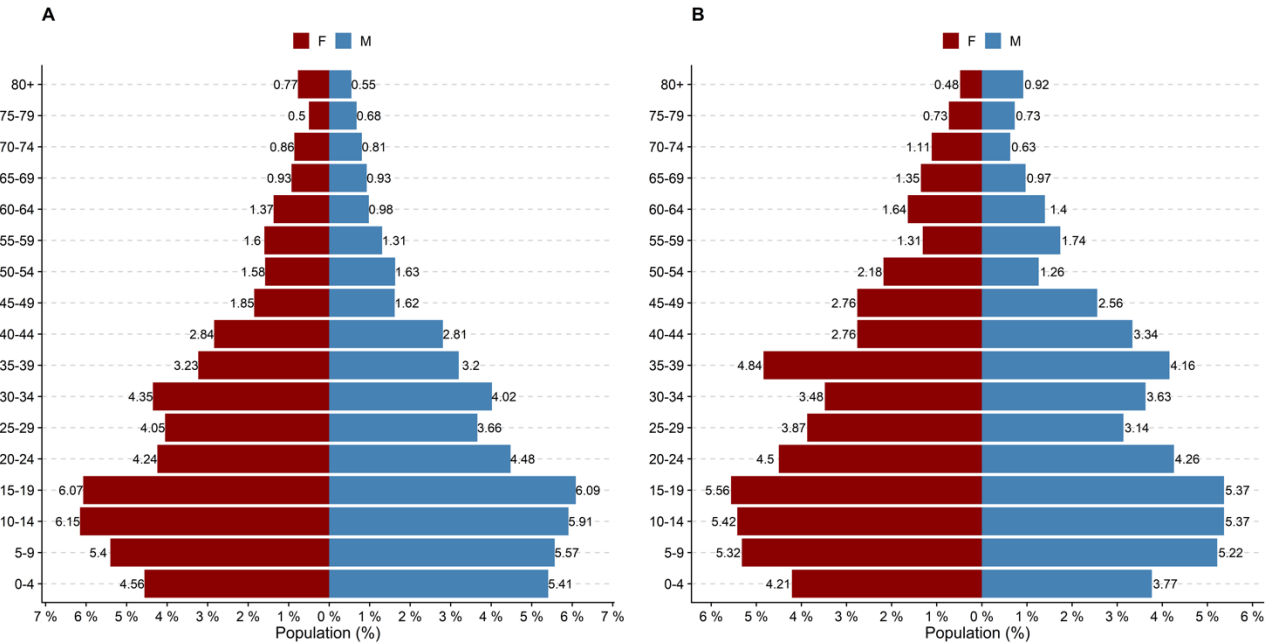 A
F M
80+ 0.77 0.55
75-79 0.5 0.68
70-74 0.86 0.81
65-69 0.93 0.93
60-64 1.37 0.98
55-59 1.6 1.31
50-54 1.58 1.63
45-49 1.85 1.62
40-44 2.84 2.81
35-39 3.23 3.2
30-34 4.35 4.02
25-29 4.05 3.66
20-24 4.24 4.48
15-19 6.07 6.09
10-14 6.15 5.91
5-9 5.4 5.57
0-4 4.56 5.41
7 % 6 % 5 % 4 % 3 % 2 % 1 % 0 % 1 % 2 % 3 % 4 % 5 % 6 % 7 %
Population (%)
B
F M
80+ 0.48 0.92
75-79 0.73 0.73
70-74 1.11 0.63
65-69 1.35 0.97
60-64 1.64 1.4
55-59 1.31 1.74
50-54 2.18 1.26
45-49 2.76 2.56
40-44 2.76 3.34
35-39 4.84 4.16
30-34 3.48 3.63
25-29 3.87 3.14
20-24 4.5 4.26
15-19 5.56 5.37
10-14 5.42 5.37
5-9 5.32 5.22
0-4 4.21 3.77
6 % 5 % 4 % 3 % 2 % 1 % 0 % 1 % 2 % 3 % 4 % 5 % 6 %
Population (%)